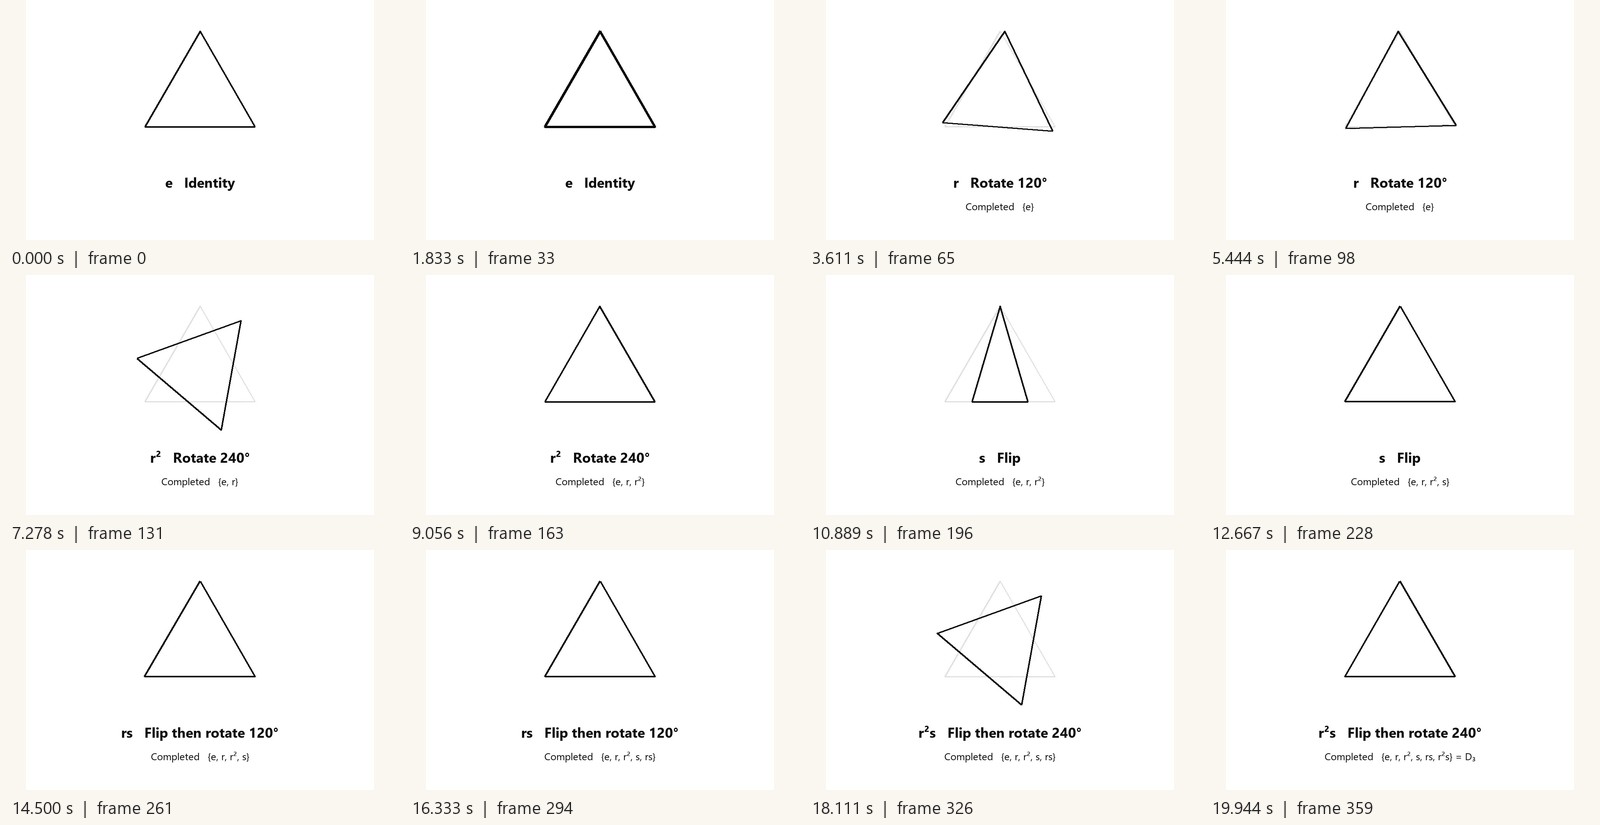 e Identity
0.000 s | frame 0
e Identity
1.833 s | frame 33
r Rotate 120°
Completed {e}
3.611 s | frame 65
r Rotate 120°
Completed {e}
5.444 s | frame 98
r² Rotate 240°
Completed {e, r}
7.278 s | frame 131
r² Rotate 240°
Completed {e, r, r²}
9.056 s | frame 163
s Flip
Completed {e, r, r²}
10.889 s | frame 196
s Flip
Completed {e, r, r², s}
12.667 s | frame 228
rs Flip then rotate 120°
Completed {e, r, r², s}
14.500 s | frame 261
rs Flip then rotate 120°
Completed {e, r, r², s, rs}
16.333 s | frame 294
r²s Flip then rotate 240°
Completed {e, r, r², s, rs}
18.111 s | frame 326
r²s Flip then rotate 240°
Completed {e, r, r², s, rs, r²s} = D₃
19.944 s | frame 359